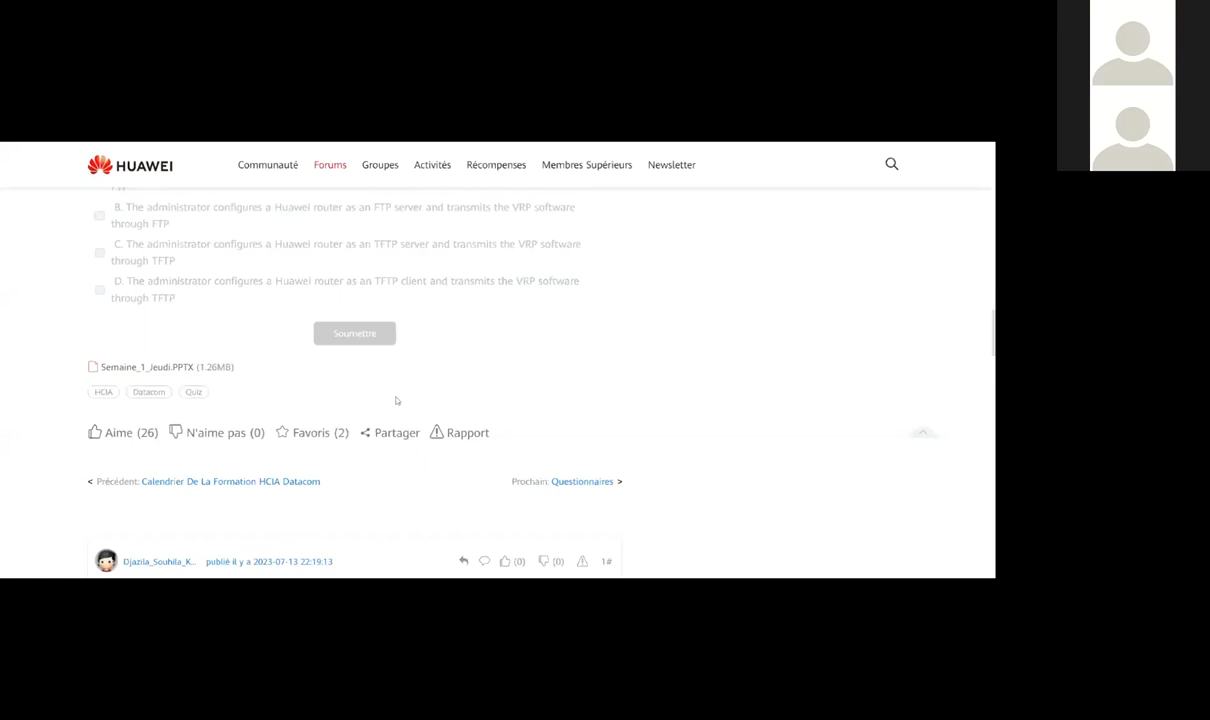 HUAWEI
Communauté Forums Groupes Activités Récompenses Membres Supérieurs Newsletter
B. The administrator configures a Huawei router as an FTP server and transmits the VRP software
through FTP
C. The administrator configures a Huawei router as an TFTP server and transmits the VRP software
through TFTP
D. The administrator configures a Huawei router as an TFTP client and transmits the VRP software
through TFTP
Soumettre
Semaine_1_Jeudi.PPTX (1.26MB)
HCIA Datacom Quiz
Aime (26) N'aime pas (0) Favoris (2) Partager Rapport
< Précédent: Calendrier De La Formation HCIA Datacom Prochain: Questionnaires >
Djazila_Souhila_K... publié il y a 2023-07-13 22:19:13 (0) (0) 1#